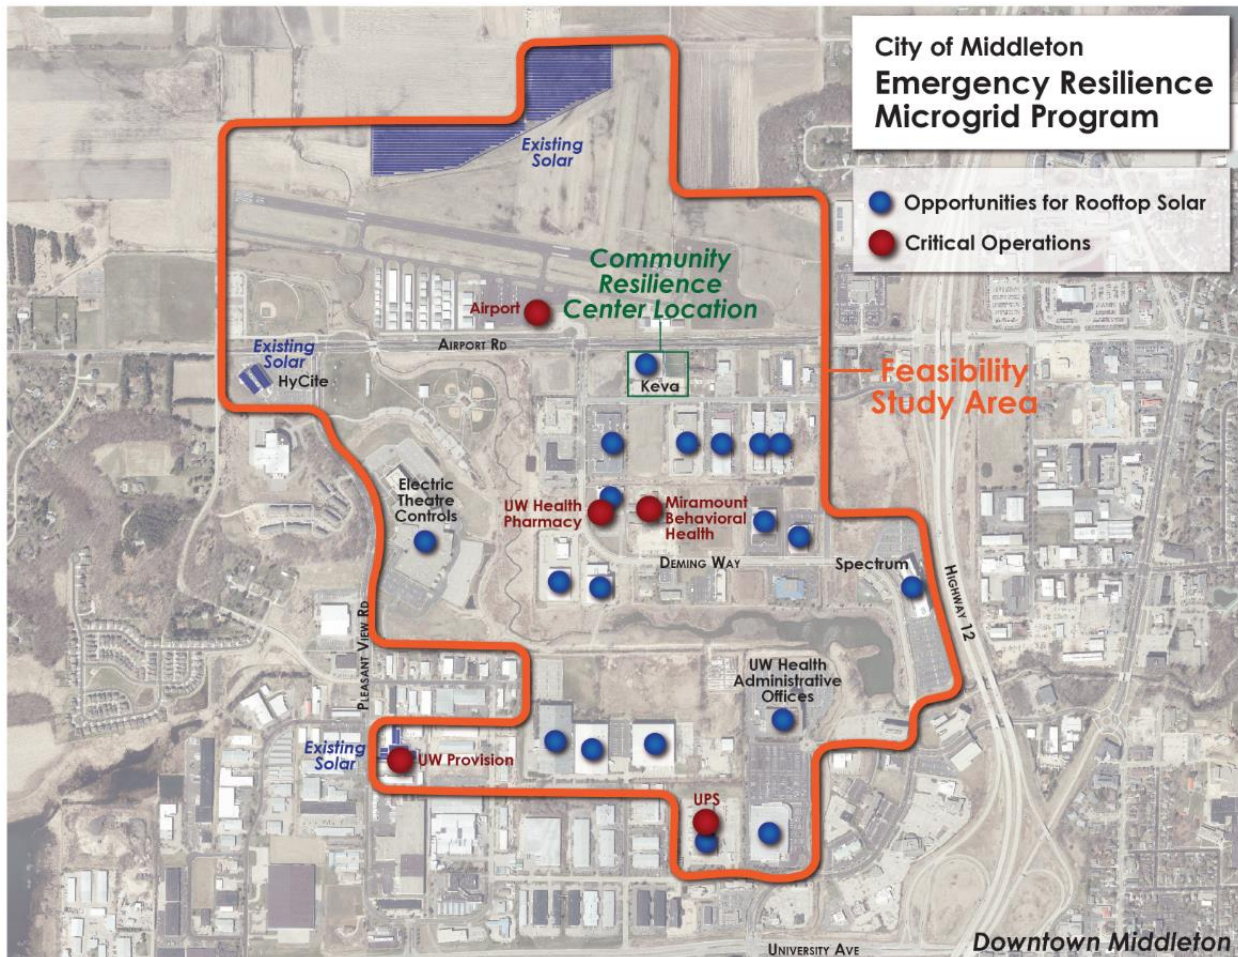 City of Middleton
Emergency Resilience
Microgrid Program
Opportunities for Rooftop Solar
Critical Operations
Existing
Solar
Community
Resilience
Center Location
Airport
AIRPORT RD
Existing
Solar
HyCite
Keva
Feasibility
Study Area
Electric
Theatre
Controls
UW Health
Pharmacy
Miramount
Behavioral
Health
DEMING WAY
Spectrum
HIGHWAY 12
PLEASANT VIEW RD
UW Health
Administrative
Offices
Existing
Solar
UW Provision
UPS
UNIVERSITY AVE
Downtown Middleton